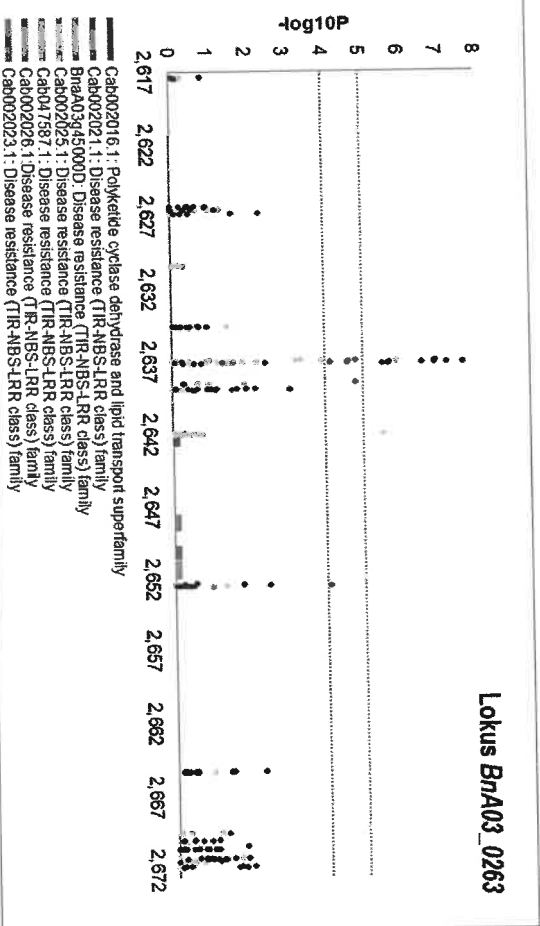 Lokus BnA03_0263
-log10P
8
7
6
5
4
3
2
1
0
2,617 2,622 2,627 2,632 2,637 2,642 2,647 2,652 2,657 2,662 2,667 2,672
Cab002016.1: Polyketide cyclase dehydrase and lipid transport superfamily
Cab002021.1: Disease resistance (TIR-NBS-LRR class) family
BnaA03g45000D: Disease resistance (TIR-NBS-LRR class) family
Cab002025.1: Disease resistance (TIR-NBS-LRR class) family
Cab047587.1: Disease resistance (TIR-NBS-LRR class) family
Cab002026.1:Disease resistance (TIR-NBS-LRR class) family
Cab002023.1: Disease resistance (TIR-NBS-LRR class) family